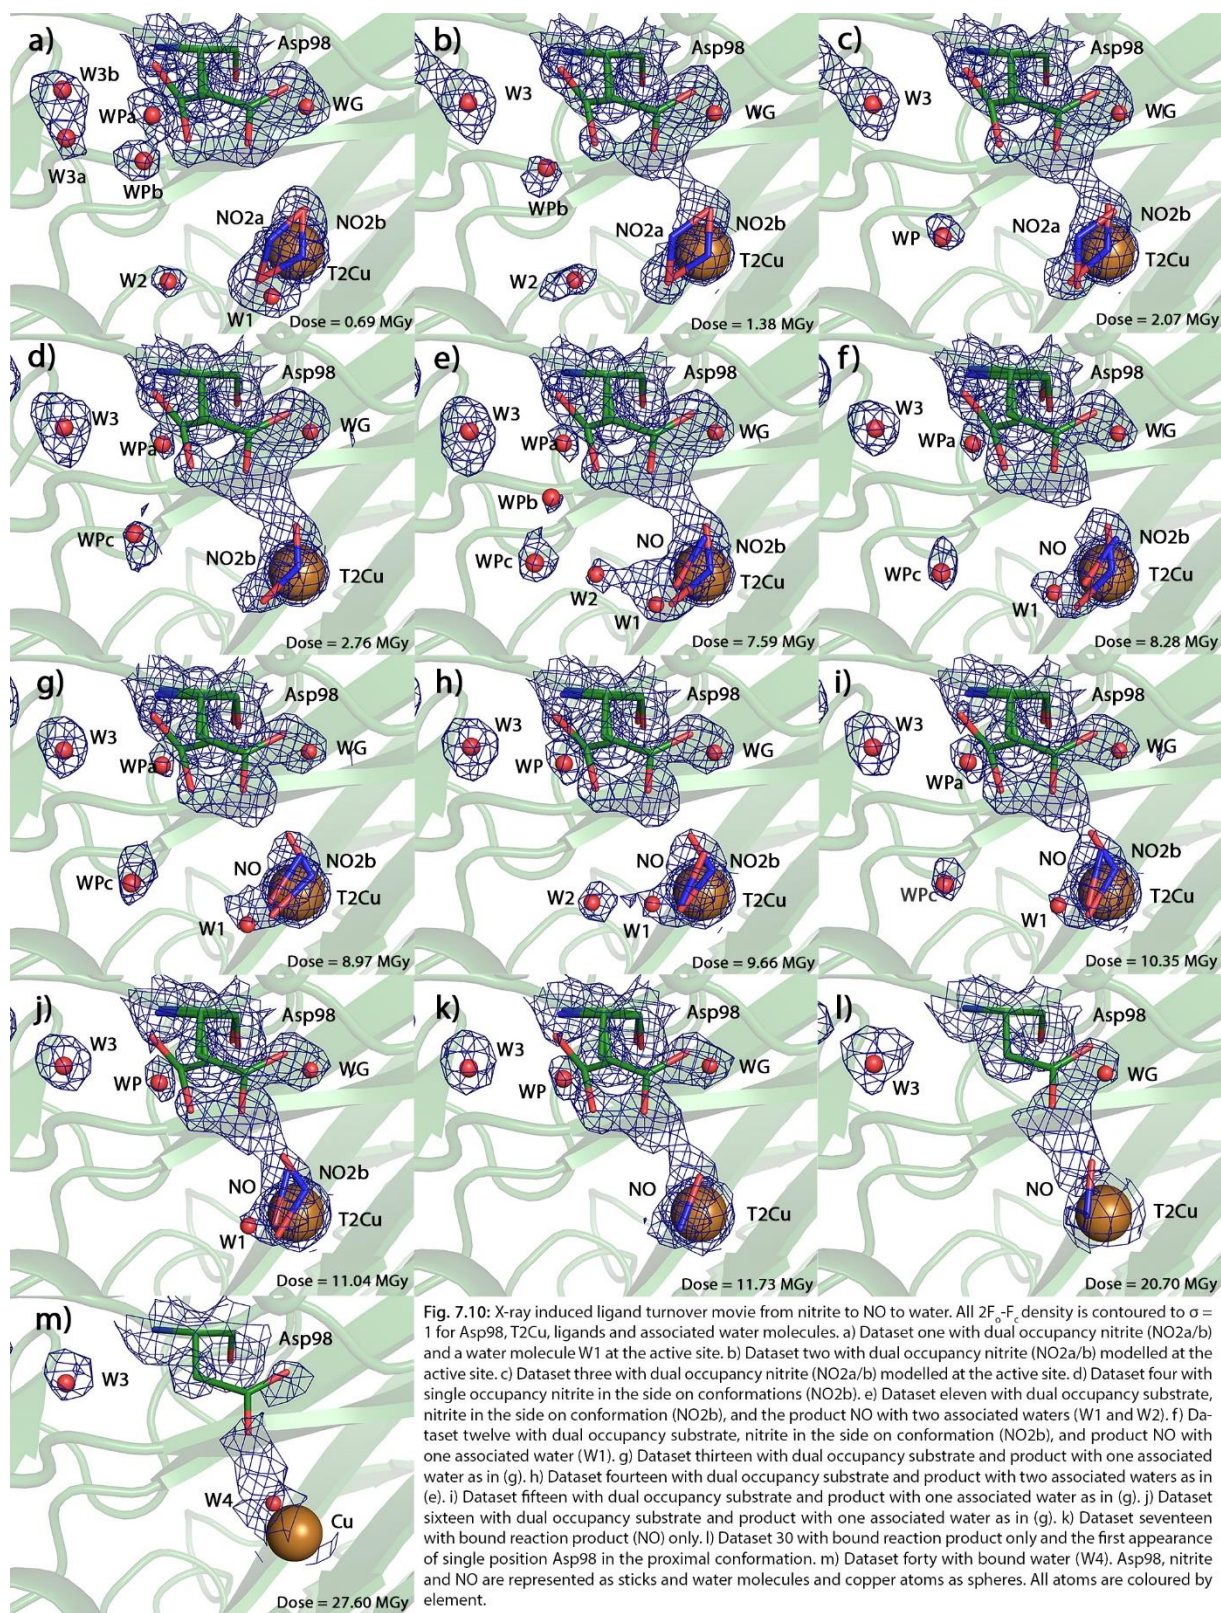 a)
Asp98
W3b
WPa
WG
W3a
WPb
NO2a
NO2b
W2
T2Cu
W1
Dose = 0.69 MGy
b)
Asp98
W3
WG
WPb
NO2a
NO2b
W2
T2Cu
Dose = 1.38 MGy
c)
Asp98
W3
WG
WP
NO2a
NO2b
T2Cu
Dose = 2.07 MGy
d)
Asp98
W3
WPa
WG
WPc
NO2b
T2Cu
Dose = 2.76 MGy
e)
Asp98
W3
WPa
WG
WPb
WPc
NO
NO2b
W2
T2Cu
W1
Dose = 7.59 MGy
f)
Asp98
W3
WPa
WG
NO
NO2b
WPc
T2Cu
W1
Dose = 8.28 MGy
g)
Asp98
W3
WPa
WG
NO
NO2b
WPc
T2Cu
W1
Dose = 8.97 MGy
h)
Asp98
W3
WP
WG
NO
NO2b
W2
T2Cu
W1
Dose = 9.66 MGy
i)
Asp98
W3
WPa
WG
NO
NO2b
WPc
T2Cu
W1
Dose = 10.35 MGy
j)
Asp98
W3
WP
WG
NO
NO2b
T2Cu
W1
Dose = 11.04 MGy
k)
Asp98
W3
WP
WG
NO
T2Cu
Dose = 11.73 MGy
l)
Asp98
W3
WG
NO
T2Cu
Dose = 20.70 MGy
m)
Asp98
W3
W4
Cu
Dose = 27.60 MGy
Fig. 7.10: X-ray induced ligand turnover movie from nitrite to NO to water. All 2Fo-Fc density is contoured to σ =
1 for Asp98, T2Cu, ligands and associated water molecules. a) Dataset one with dual occupancy nitrite (NO2a/b)
and a water molecule W1 at the active site. b) Dataset two with dual occupancy nitrite (NO2a/b) modelled at the
active site. c) Dataset three with dual occupancy nitrite (NO2a/b) modelled at the active site. d) Dataset four with
single occupancy nitrite in the side on conformations (NO2b). e) Dataset eleven with dual occupancy substrate,
nitrite in the side on conformation (NO2b), and the product NO with two associated waters (W1 and W2). f) Da-
taset twelve with dual occupancy substrate, nitrite in the side on conformation (NO2b), and product NO with
one associated water (W1). g) Dataset thirteen with dual occupancy substrate and product with one associated
water as in (g). h) Dataset fourteen with dual occupancy substrate and product with two associated waters as in
(e). i) Dataset fifteen with dual occupancy substrate and product with one associated water as in (g). j) Dataset
sixteen with dual occupancy substrate and product with one associated water as in (g). k) Dataset seventeen
with bound reaction product (NO) only. l) Dataset 30 with bound reaction product only and the first appearance
of single position Asp98 in the proximal conformation. m) Dataset forty with bound water (W4). Asp98, nitrite
and NO are represented as sticks and water molecules and copper atoms as spheres. All atoms are coloured by
element.